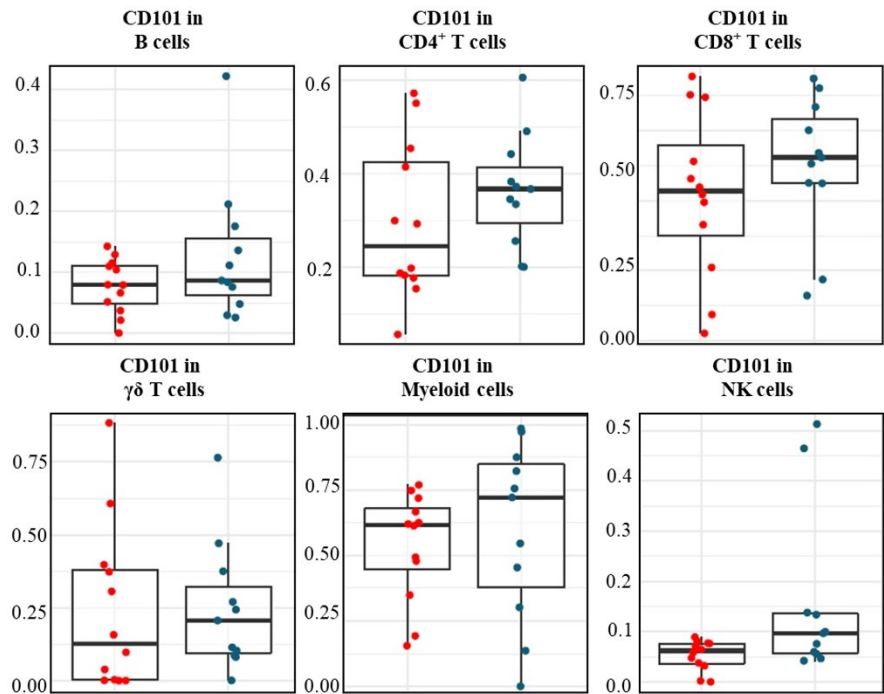 CD101 in
B cells
CD101 in
CD4⁺ T cells
CD101 in
CD8⁺ T cells
0.4
0.3
0.2
0.1
0.0
0.6
0.4
0.2
0.75
0.50
0.25
0.00
CD101 in
γδ T cells
CD101 in
Myeloid cells
CD101 in
NK cells
0.75
0.50
0.25
0.00
1.00
0.75
0.50
0.25
0.00
0.5
0.4
0.3
0.2
0.1
0.0